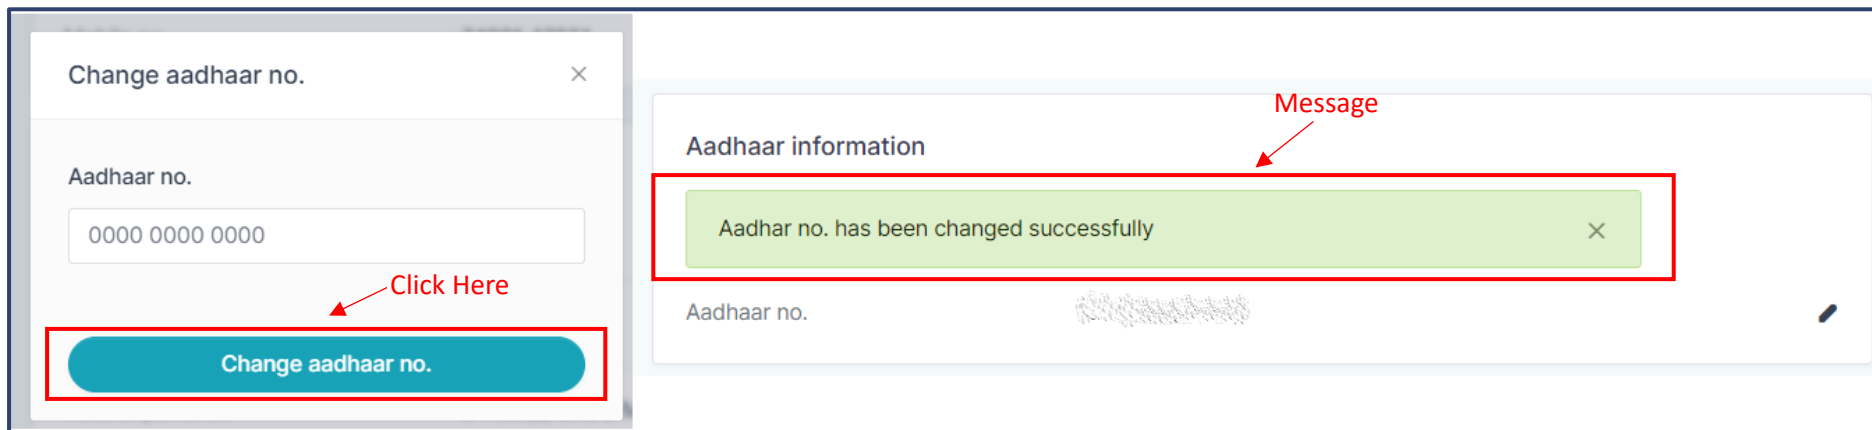 Change aadhaar no.
Aadhaar no.
0000 0000 0000
Click Here
Change aadhaar no.
Message
Aadhaar information
Aadhar no. has been changed successfully
Aadhaar no.